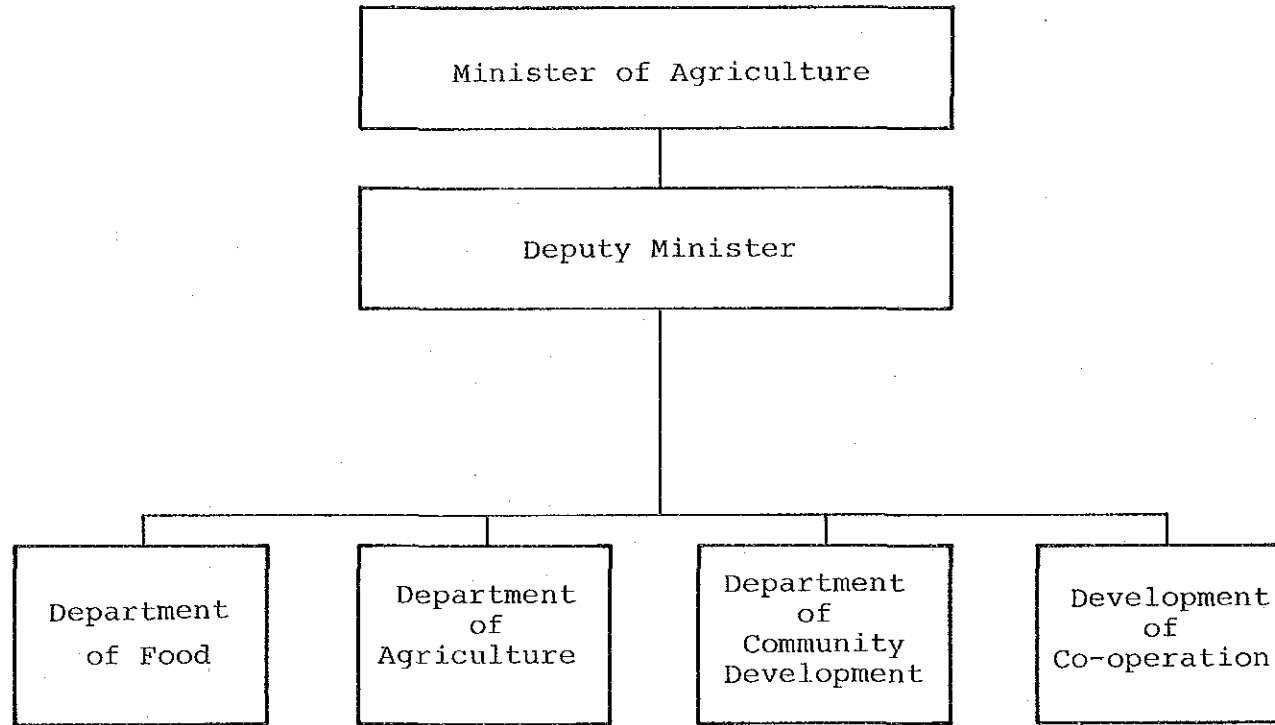 Minister of Agriculture
Deputy Minister
Department
of Food
Department
of
Agriculture
Department
of
Community
Development
Development
of
Co-operation